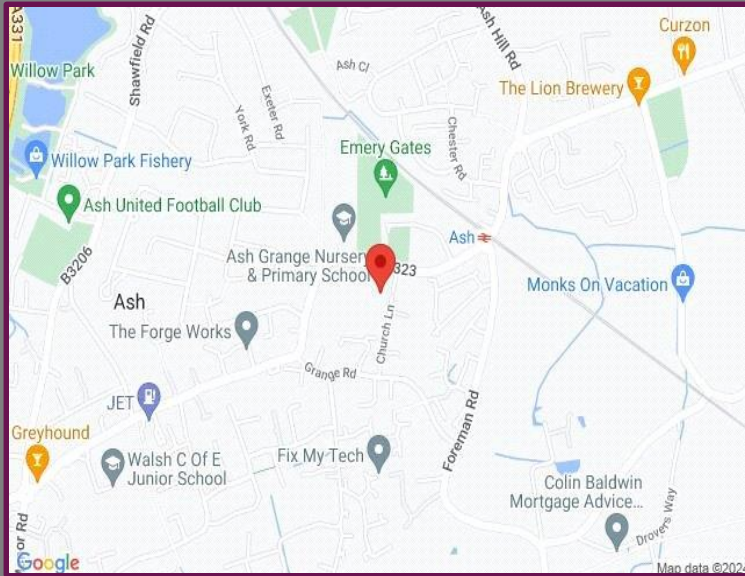 A331
Shawfield Rd
Ash Hill Rd
Curzon
Ash Cl
Willow Park
The Lion Brewery
Exeter Rd
York Rd
Chester Rd
Emery Gates
Willow Park Fishery
Ash United Football Club
Ash
Ash Grange Nursery
& Primary School
323
B3206
Monks On Vacation
Ash
The Forge Works
Church Ln
Grange Rd
JET
Foreman Rd
Greyhound
Walsh C Of E
Junior School
Fix My Tech
Colin Baldwin
Mortgage Advice...
Drovers Way
or Rd
Google
Map data ©2024